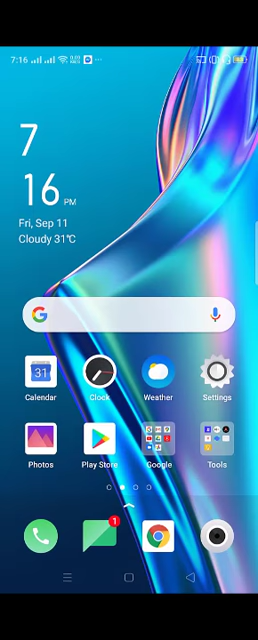 7:16
7
16 PM
Fri, Sep 11
Cloudy 31℃
31
Calendar
Clock
Weather
Settings
Photos
Play Store
Google
Tools
1